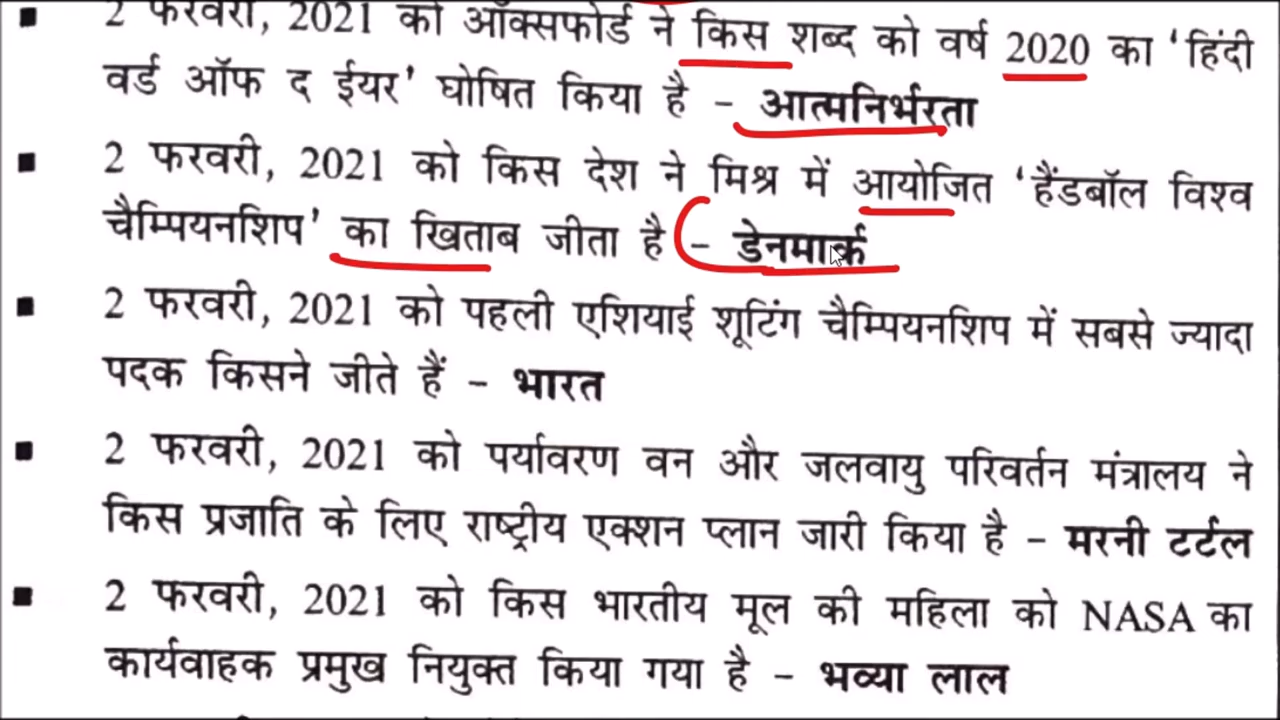 ▪ 2 फरवरी, 2021 को ऑक्सफोर्ड ने किस शब्द को वर्ष 2020 का 'हिंदी
वर्ड ऑफ द ईयर' घोषित किया है – आत्मनिर्भरता
▪ 2 फरवरी, 2021 को किस देश ने मिश्र में आयोजित 'हैंडबॉल विश्व
चैम्पियनशिप' का खिताब जीता है – डेनमार्क
▪ 2 फरवरी, 2021 को पहली एशियाई शूटिंग चैम्पियनशिप में सबसे ज्यादा
पदक किसने जीते हैं – भारत
▪ 2 फरवरी, 2021 को पर्यावरण वन और जलवायु परिवर्तन मंत्रालय ने
किस प्रजाति के लिए राष्ट्रीय एक्शन प्लान जारी किया है – मरनी टर्टल
▪ 2 फरवरी, 2021 को किस भारतीय मूल की महिला को NASA का
कार्यवाहक प्रमुख नियुक्त किया गया है – भव्या लाल